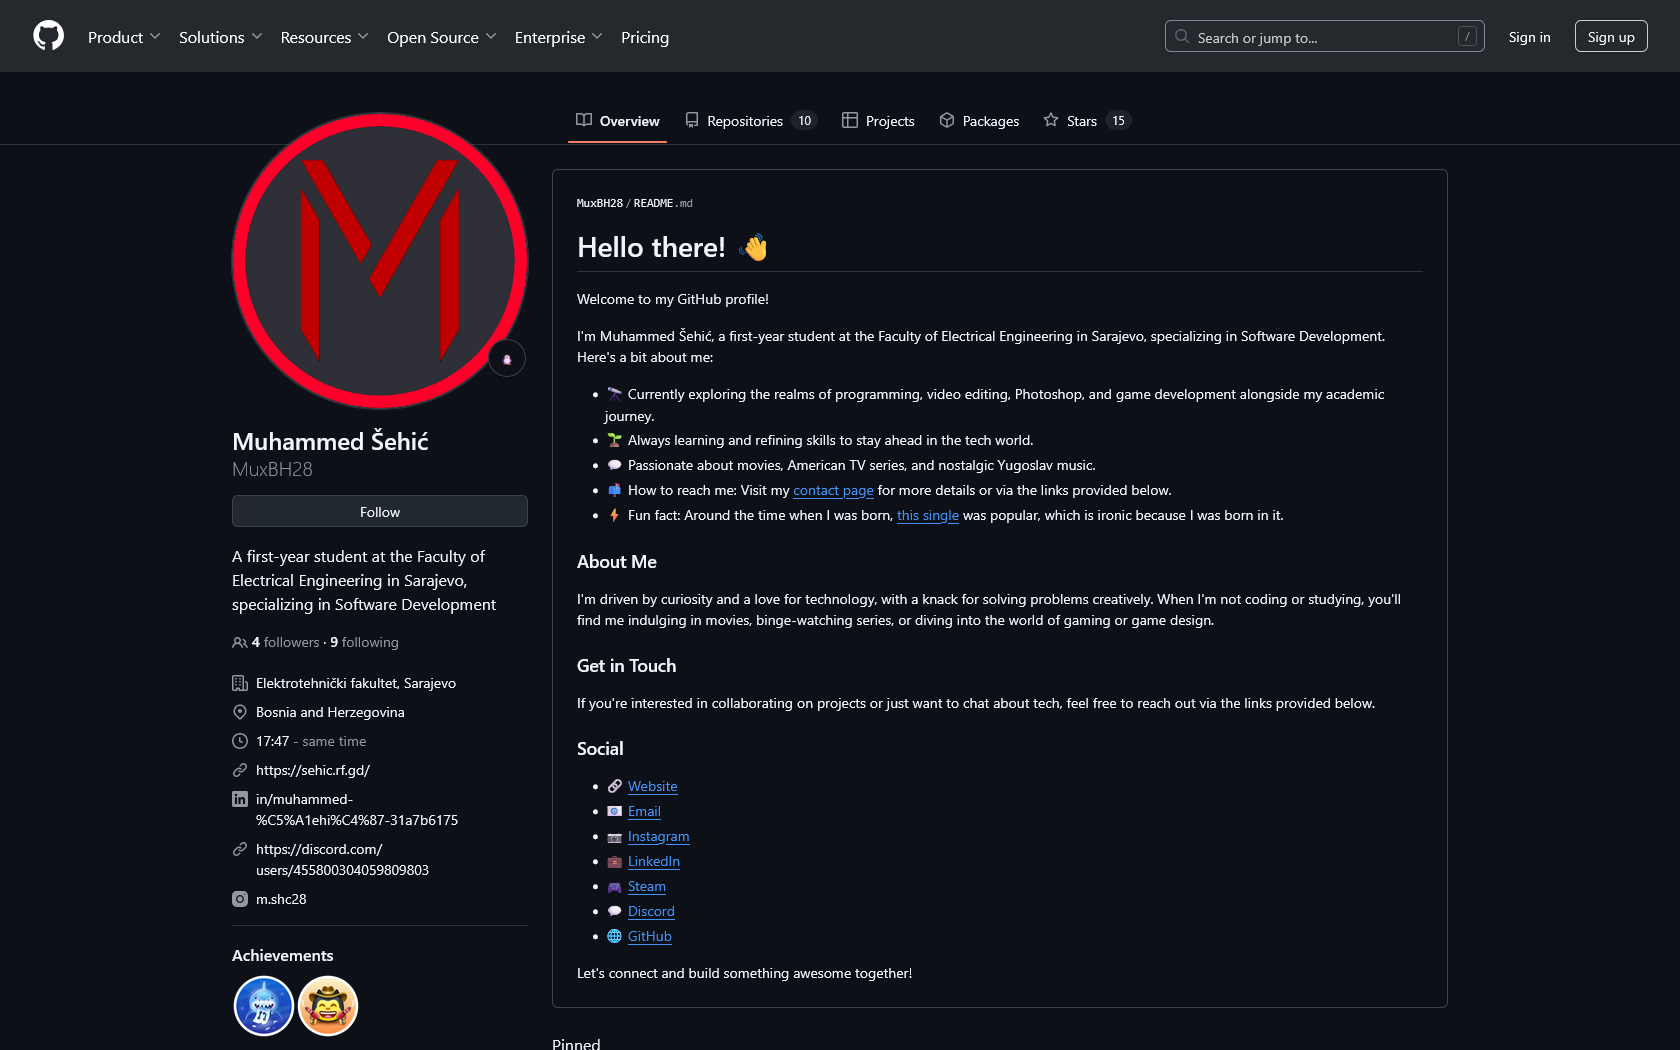 Product
Solutions
Resources
Open Source
Enterprise
Pricing
Search or jump to...
/
Sign in
Sign up
Overview
Repositories 10
Projects
Packages
Stars 15
Muhammed Šehić
MuxBH28
Follow
A first-year student at the Faculty of
Electrical Engineering in Sarajevo,
specializing in Software Development
4 followers · 9 following
Elektrotehnički fakultet, Sarajevo
Bosnia and Herzegovina
17:47 - same time
https://sehic.rf.gd/
in/muhammed-
%C5%A1ehi%C4%87-31a7b6175
https://discord.com/
users/455800304059809803
m.shc28
Achievements
MuxBH28/README.md
Hello there! 👋
Welcome to my GitHub profile!
I'm Muhammed Šehić, a first-year student at the Faculty of Electrical Engineering in Sarajevo, specializing in Software Development.
Here's a bit about me:
• 🔭 Currently exploring the realms of programming, video editing, Photoshop, and game development alongside my academic
journey.
• 🌱 Always learning and refining skills to stay ahead in the tech world.
• 💬 Passionate about movies, American TV series, and nostalgic Yugoslav music.
• 📫 How to reach me: Visit my contact page for more details or via the links provided below.
• ⚡ Fun fact: Around the time when I was born, this single was popular, which is ironic because I was born in it.
About Me
I'm driven by curiosity and a love for technology, with a knack for solving problems creatively. When I'm not coding or studying, you'll
find me indulging in movies, binge-watching series, or diving into the world of gaming or game design.
Get in Touch
If you're interested in collaborating on projects or just want to chat about tech, feel free to reach out via the links provided below.
Social
• 🔗 Website
• 📧 Email
• 📷 Instagram
• 💼 LinkedIn
• 🎮 Steam
• 💬 Discord
• 🌐 GitHub
Let's connect and build something awesome together!
Pinned